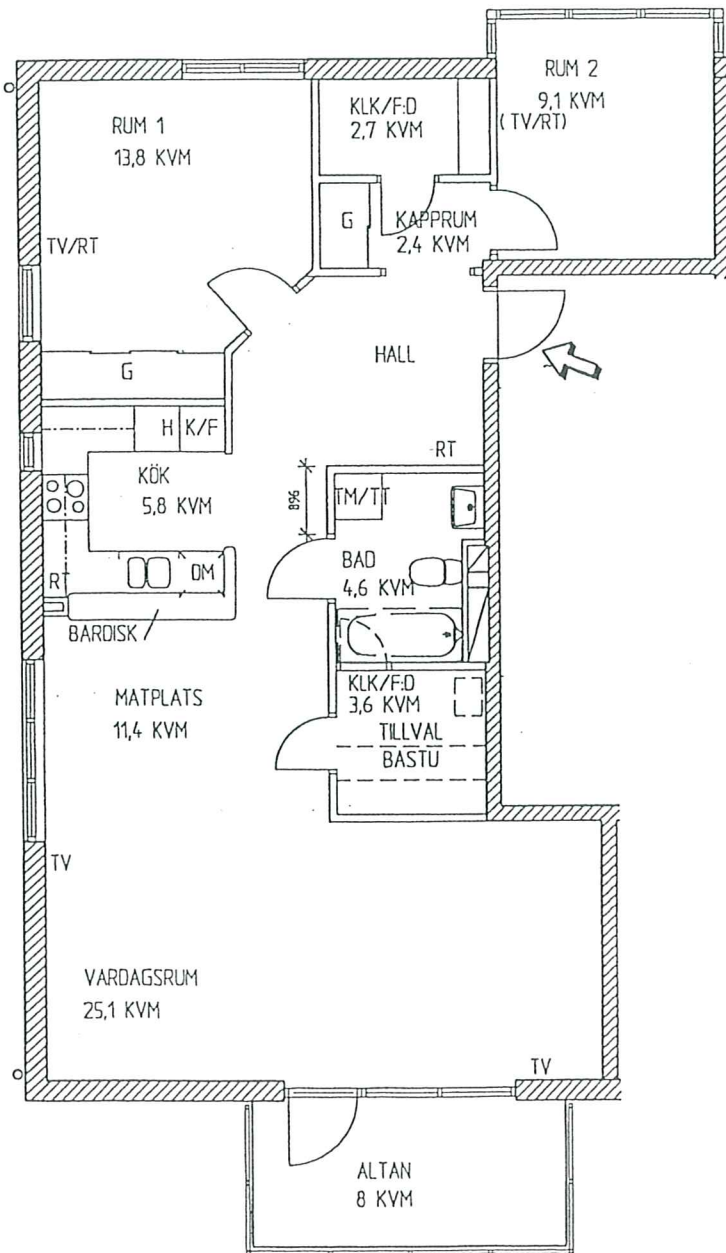 RUM 2
9,1 KVM
( TV/RT)
KLK/F:D
2,7 KVM
RUM 1
13,8 KVM
G
KAPPRUM
2,4 KVM
TV/RT
HALL
G
H K/F
RT
KÖK
5,8 KVM
968
TM/TT
BAD
4,6 KVM
RT
DM
BARDISK
KLK/F:D
3,6 KVM
TILLVAL
BASTU
MATPLATS
11,4 KVM
TV
VARDAGSRUM
25,1 KVM
TV
ALTAN
8 KVM